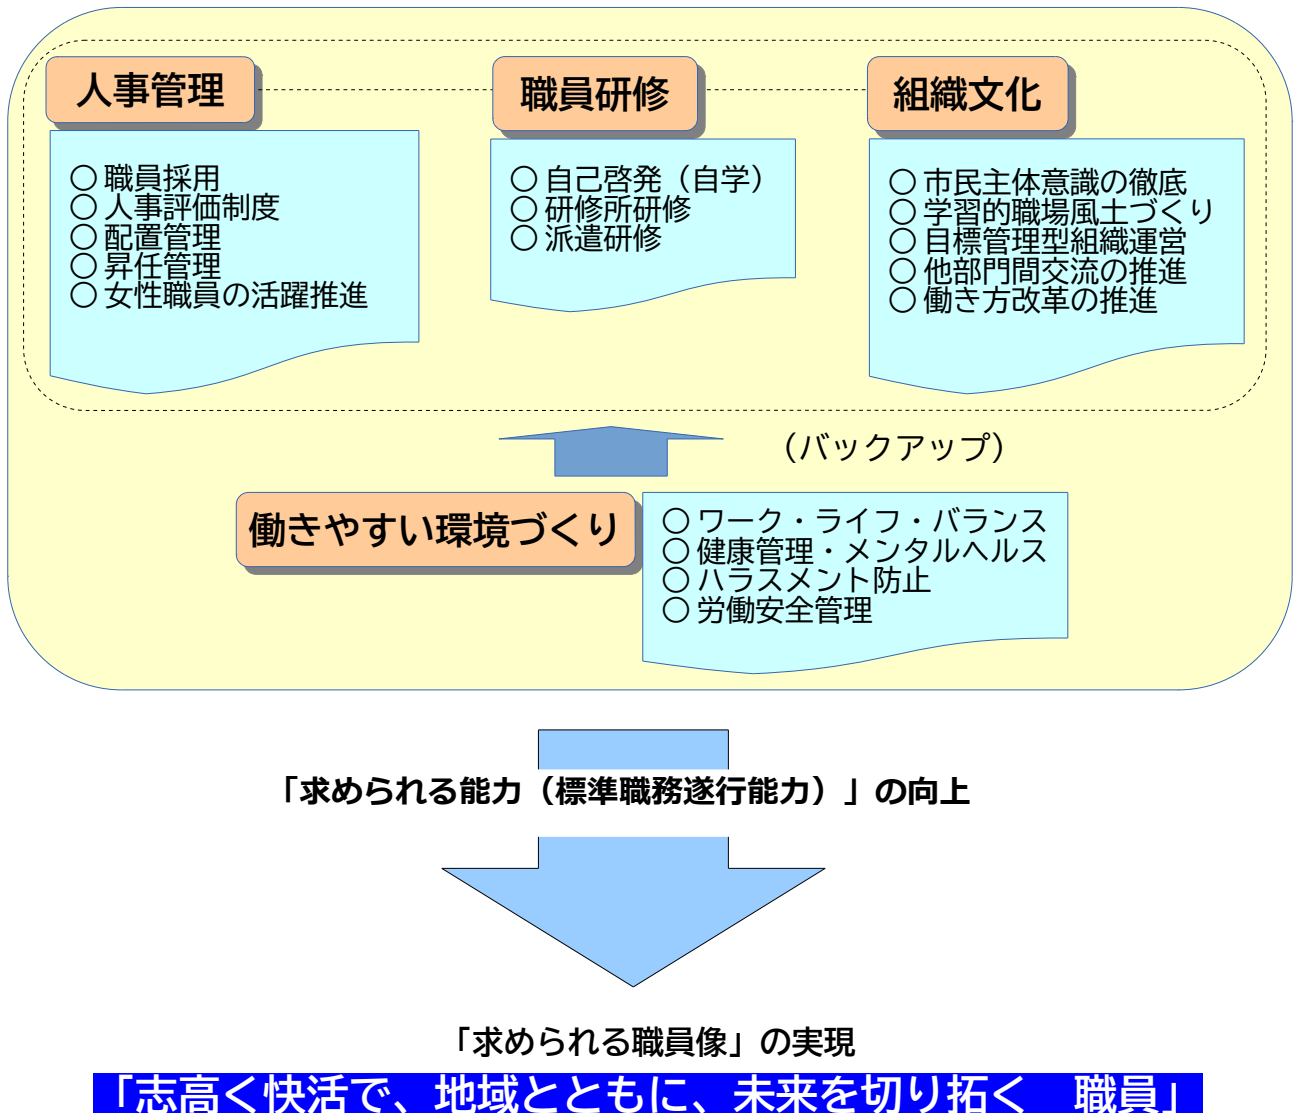 人事管理
○職員採用
○人事評価制度
○配置管理
○昇任管理
○女性職員の活躍推進
職員研修
○自己啓発（自学）
○研修所研修
○派遣研修
組織文化
○市民主体意識の徹底
○学習的職場風土づくり
○目標管理型組織運営
○他部門間交流の推進
○働き方改革の推進
（バックアップ）
働きやすい環境づくり
○ワーク・ライフ・バランス
○健康管理・メンタルヘルス
○ハラスメント防止
○労働安全管理
「求められる能力（標準職務遂行能力）」の向上
「求められる職員像」の実現
「志高く快活で、地域とともに、未来を切り拓く　職員」